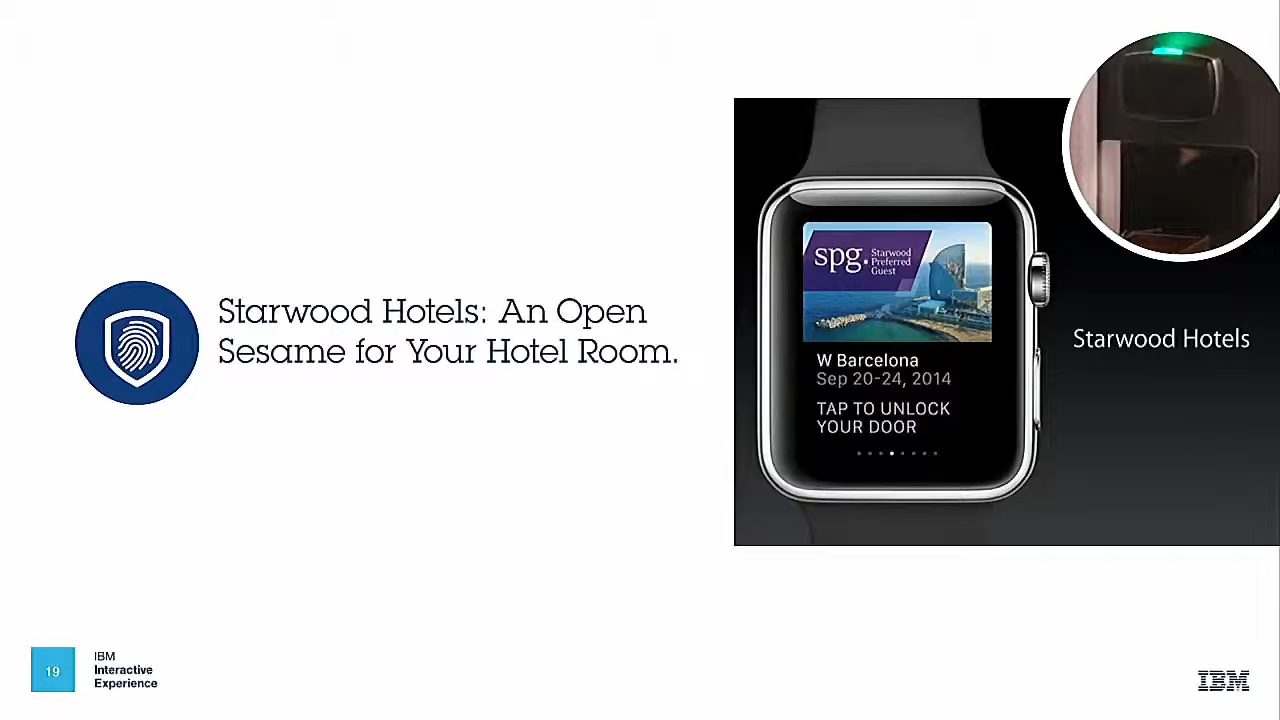 Starwood Hotels: An Open
Sesame for Your Hotel Room.
spg. Starwood
Preferred
Guest
W Barcelona
Sep 20-24, 2014
TAP TO UNLOCK
YOUR DOOR
Starwood Hotels
19
IBM
Interactive
Experience
IBM